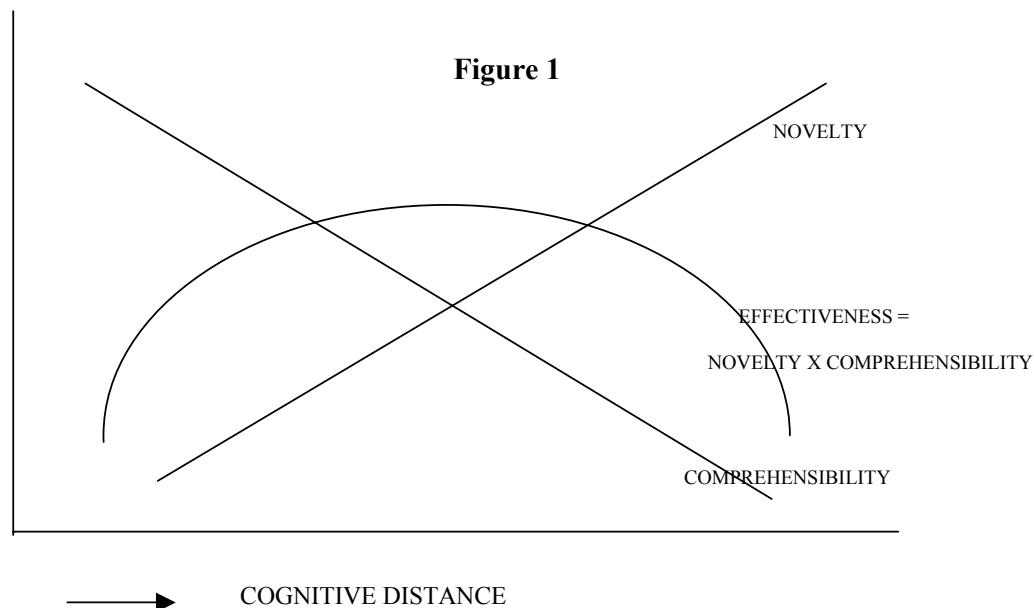 Figure 1
NOVELTY
EFFECTIVENESS =
NOVELTY X COMPREHENSIBILITY
COMPREHENSIBILITY
COGNITIVE DISTANCE